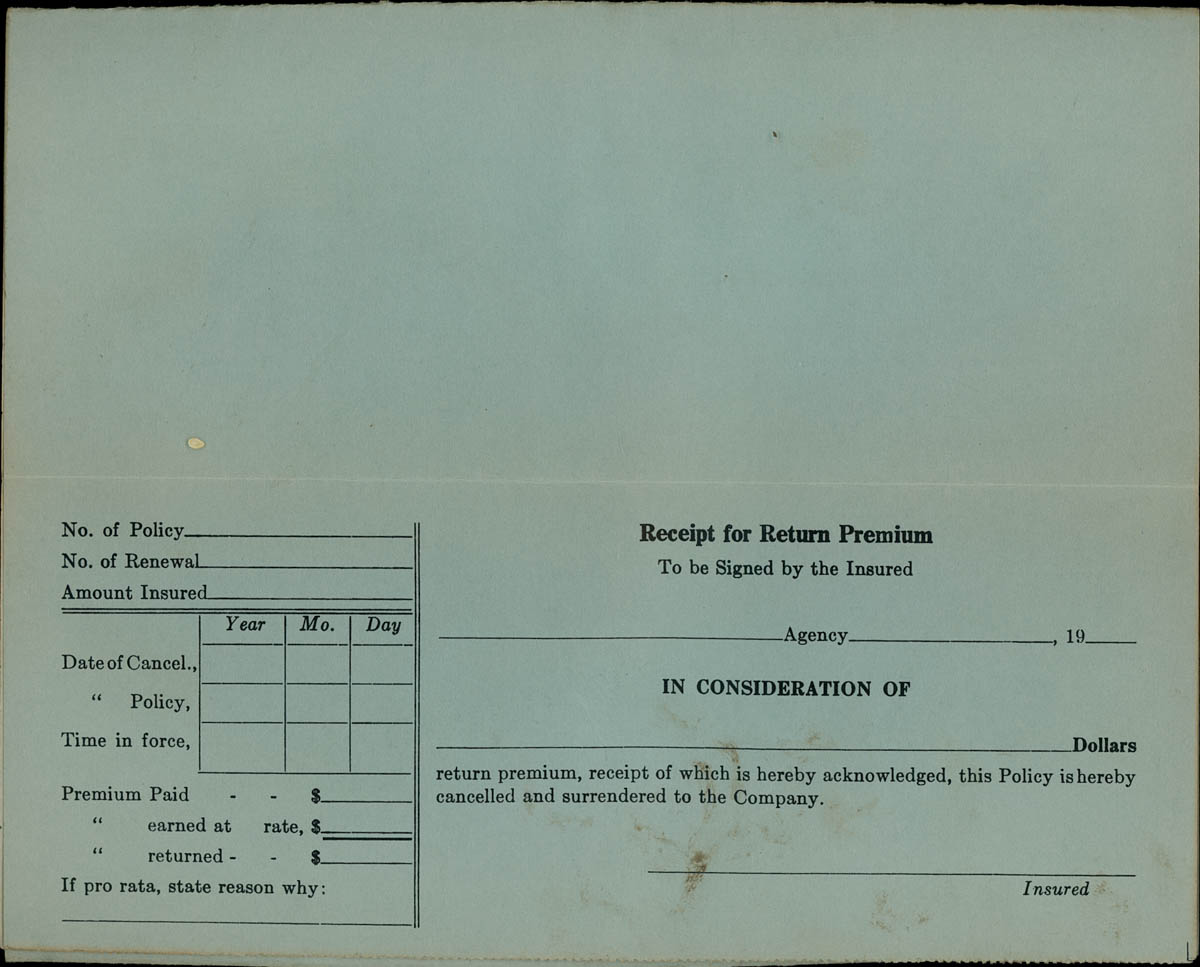 No. of Policy
No. of Renewal
Amount Insured
Year Mo. Day
Date of Cancel.,
“ Policy,
Time in force,
Premium Paid - - $
“ earned at rate, $
“ returned - - $
If pro rata, state reason why:
Receipt for Return Premium
To be Signed by the Insured
Agency , 19
IN CONSIDERATION OF
Dollars
return premium, receipt of which is hereby acknowledged, this Policy is hereby
cancelled and surrendered to the Company.
Insured